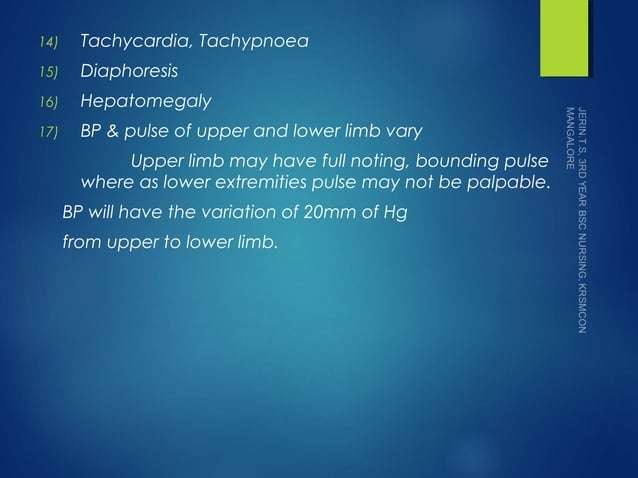 14) Tachycardia, Tachypnoea
15) Diaphoresis
16) Hepatomegaly
17) BP & pulse of upper and lower limb vary
Upper limb may have full noting, bounding pulse
where as lower extremities pulse may not be palpable.
BP will have the variation of 20mm of Hg
from upper to lower limb.
JERIN T.S, 3RD YEAR BSC NURSING, KRSMCON
MANGALORE